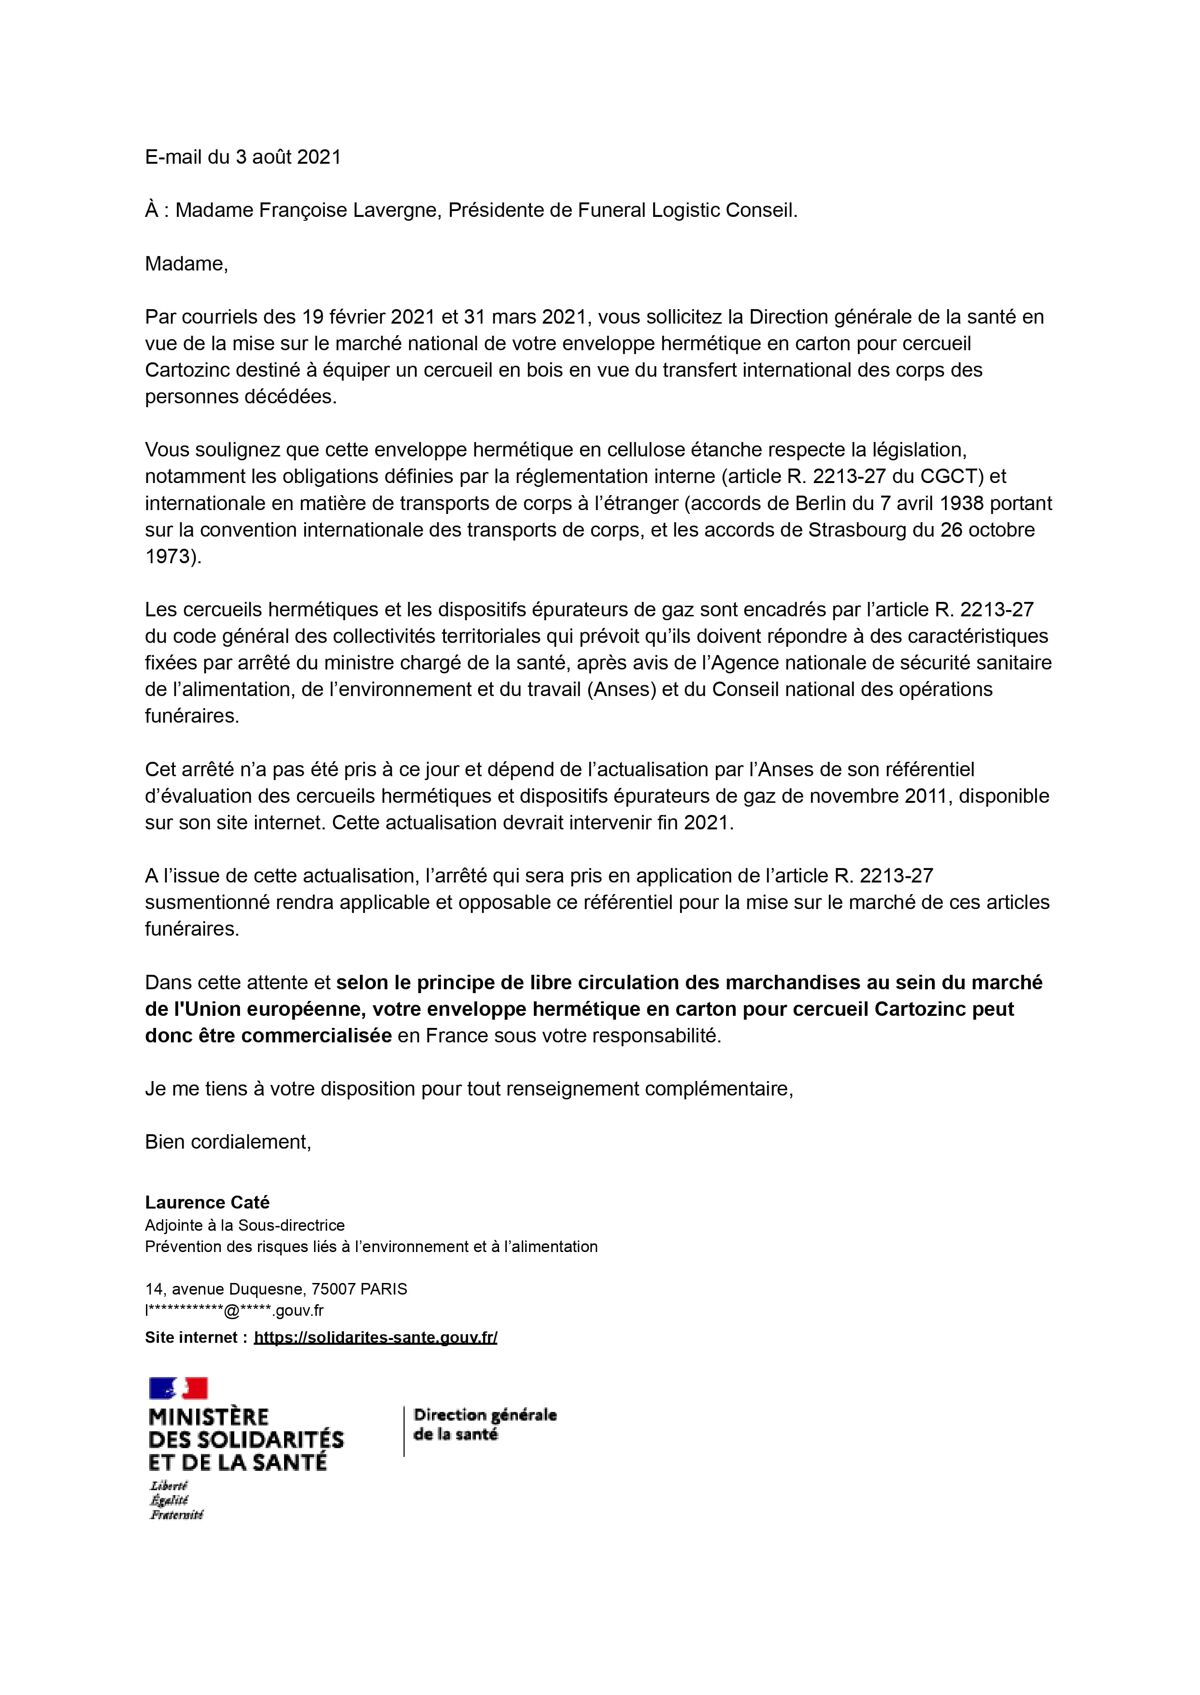 E-mail du 3 août 2021
À : Madame Françoise Lavergne, Présidente de Funeral Logistic Conseil.
Madame,
Par courriels des 19 février 2021 et 31 mars 2021, vous sollicitez la Direction générale de la santé en
vue de la mise sur le marché national de votre enveloppe hermétique en carton pour cercueil
Cartozinc destiné à équiper un cercueil en bois en vue du transfert international des corps des
personnes décédées.
Vous soulignez que cette enveloppe hermétique en cellulose étanche respecte la législation,
notamment les obligations définies par la réglementation interne (article R. 2213-27 du CGCT) et
internationale en matière de transports de corps à l’étranger (accords de Berlin du 7 avril 1938 portant
sur la convention internationale des transports de corps, et les accords de Strasbourg du 26 octobre
1973).
Les cercueils hermétiques et les dispositifs épurateurs de gaz sont encadrés par l’article R. 2213-27
du code général des collectivités territoriales qui prévoit qu’ils doivent répondre à des caractéristiques
fixées par arrêté du ministre chargé de la santé, après avis de l’Agence nationale de sécurité sanitaire
de l’alimentation, de l’environnement et du travail (Anses) et du Conseil national des opérations
funéraires.
Cet arrêté n’a pas été pris à ce jour et dépend de l’actualisation par l’Anses de son référentiel
d’évaluation des cercueils hermétiques et dispositifs épurateurs de gaz de novembre 2011, disponible
sur son site internet. Cette actualisation devrait intervenir fin 2021.
A l’issue de cette actualisation, l’arrêté qui sera pris en application de l’article R. 2213-27
susmentionné rendra applicable et opposable ce référentiel pour la mise sur le marché de ces articles
funéraires.
Dans cette attente et selon le principe de libre circulation des marchandises au sein du marché
de l'Union européenne, votre enveloppe hermétique en carton pour cercueil Cartozinc peut
donc être commercialisée en France sous votre responsabilité.
Je me tiens à votre disposition pour tout renseignement complémentaire,
Bien cordialement,
Laurence Caté
Adjointe à la Sous-directrice
Prévention des risques liés à l’environnement et à l’alimentation
14, avenue Duquesne, 75007 PARIS
l************@*****.gouv.fr
Site internet : https://solidarites-sante.gouv.fr/
MINISTÈRE
DES SOLIDARITÉS
ET DE LA SANTÉ
Liberté
Égalité
Fraternité
Direction générale
de la santé